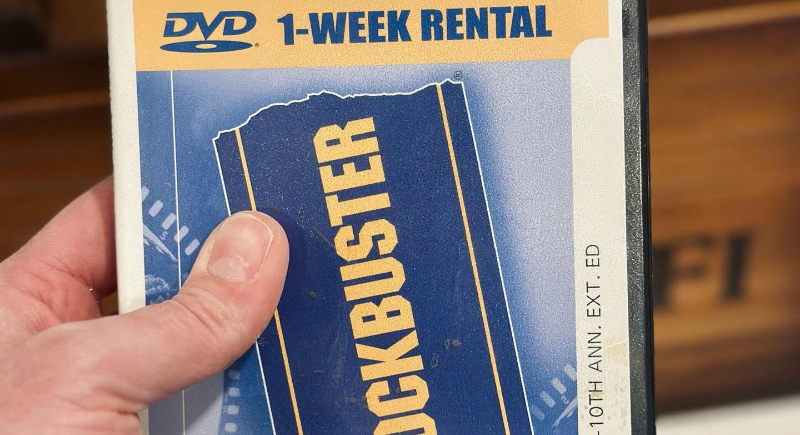 DVD
1-WEEK RENTAL
OCKBUSTER
-10TH ANN. EXT. ED
FI